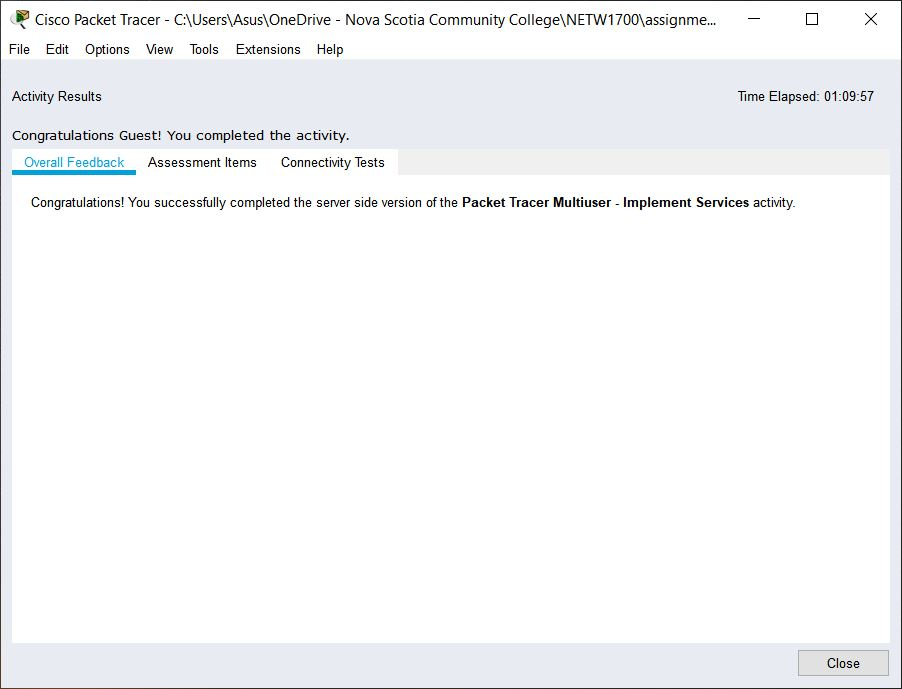 Cisco Packet Tracer - C:\Users\Asus\OneDrive - Nova Scotia Community College\NETW1700\assignme...
File Edit Options View Tools Extensions Help
Activity Results Time Elapsed: 01:09:57
Congratulations Guest! You completed the activity.
Overall Feedback Assessment Items Connectivity Tests
Congratulations! You successfully completed the server side version of the Packet Tracer Multiuser - Implement Services activity.
Close